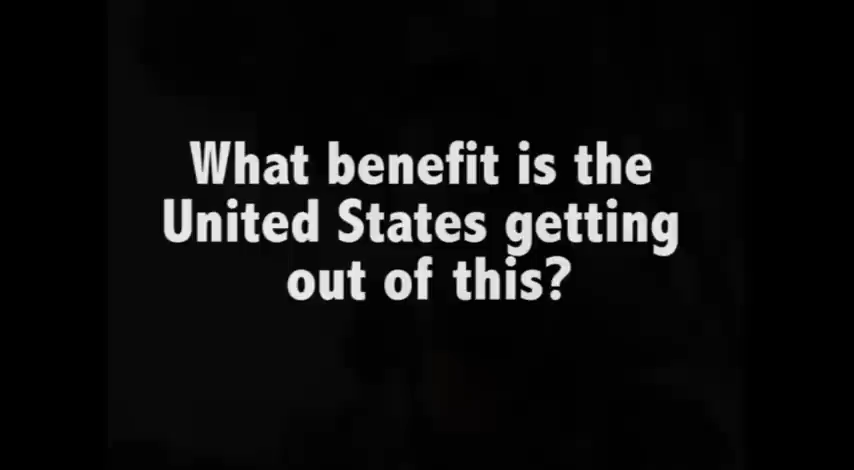 What benefit is the
United States getting
out of this?